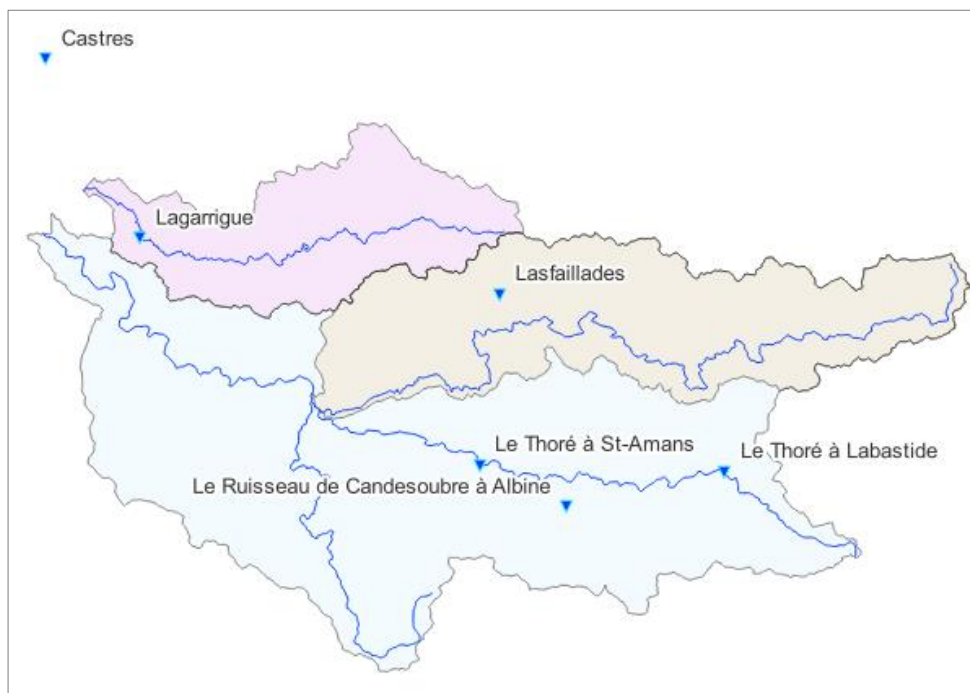 Castres
Lagarrigue
Lasfaillades
Le Thoré à St-Amans
Le Thoré à Labastide
Le Ruisseau de Candesoubre à Albine